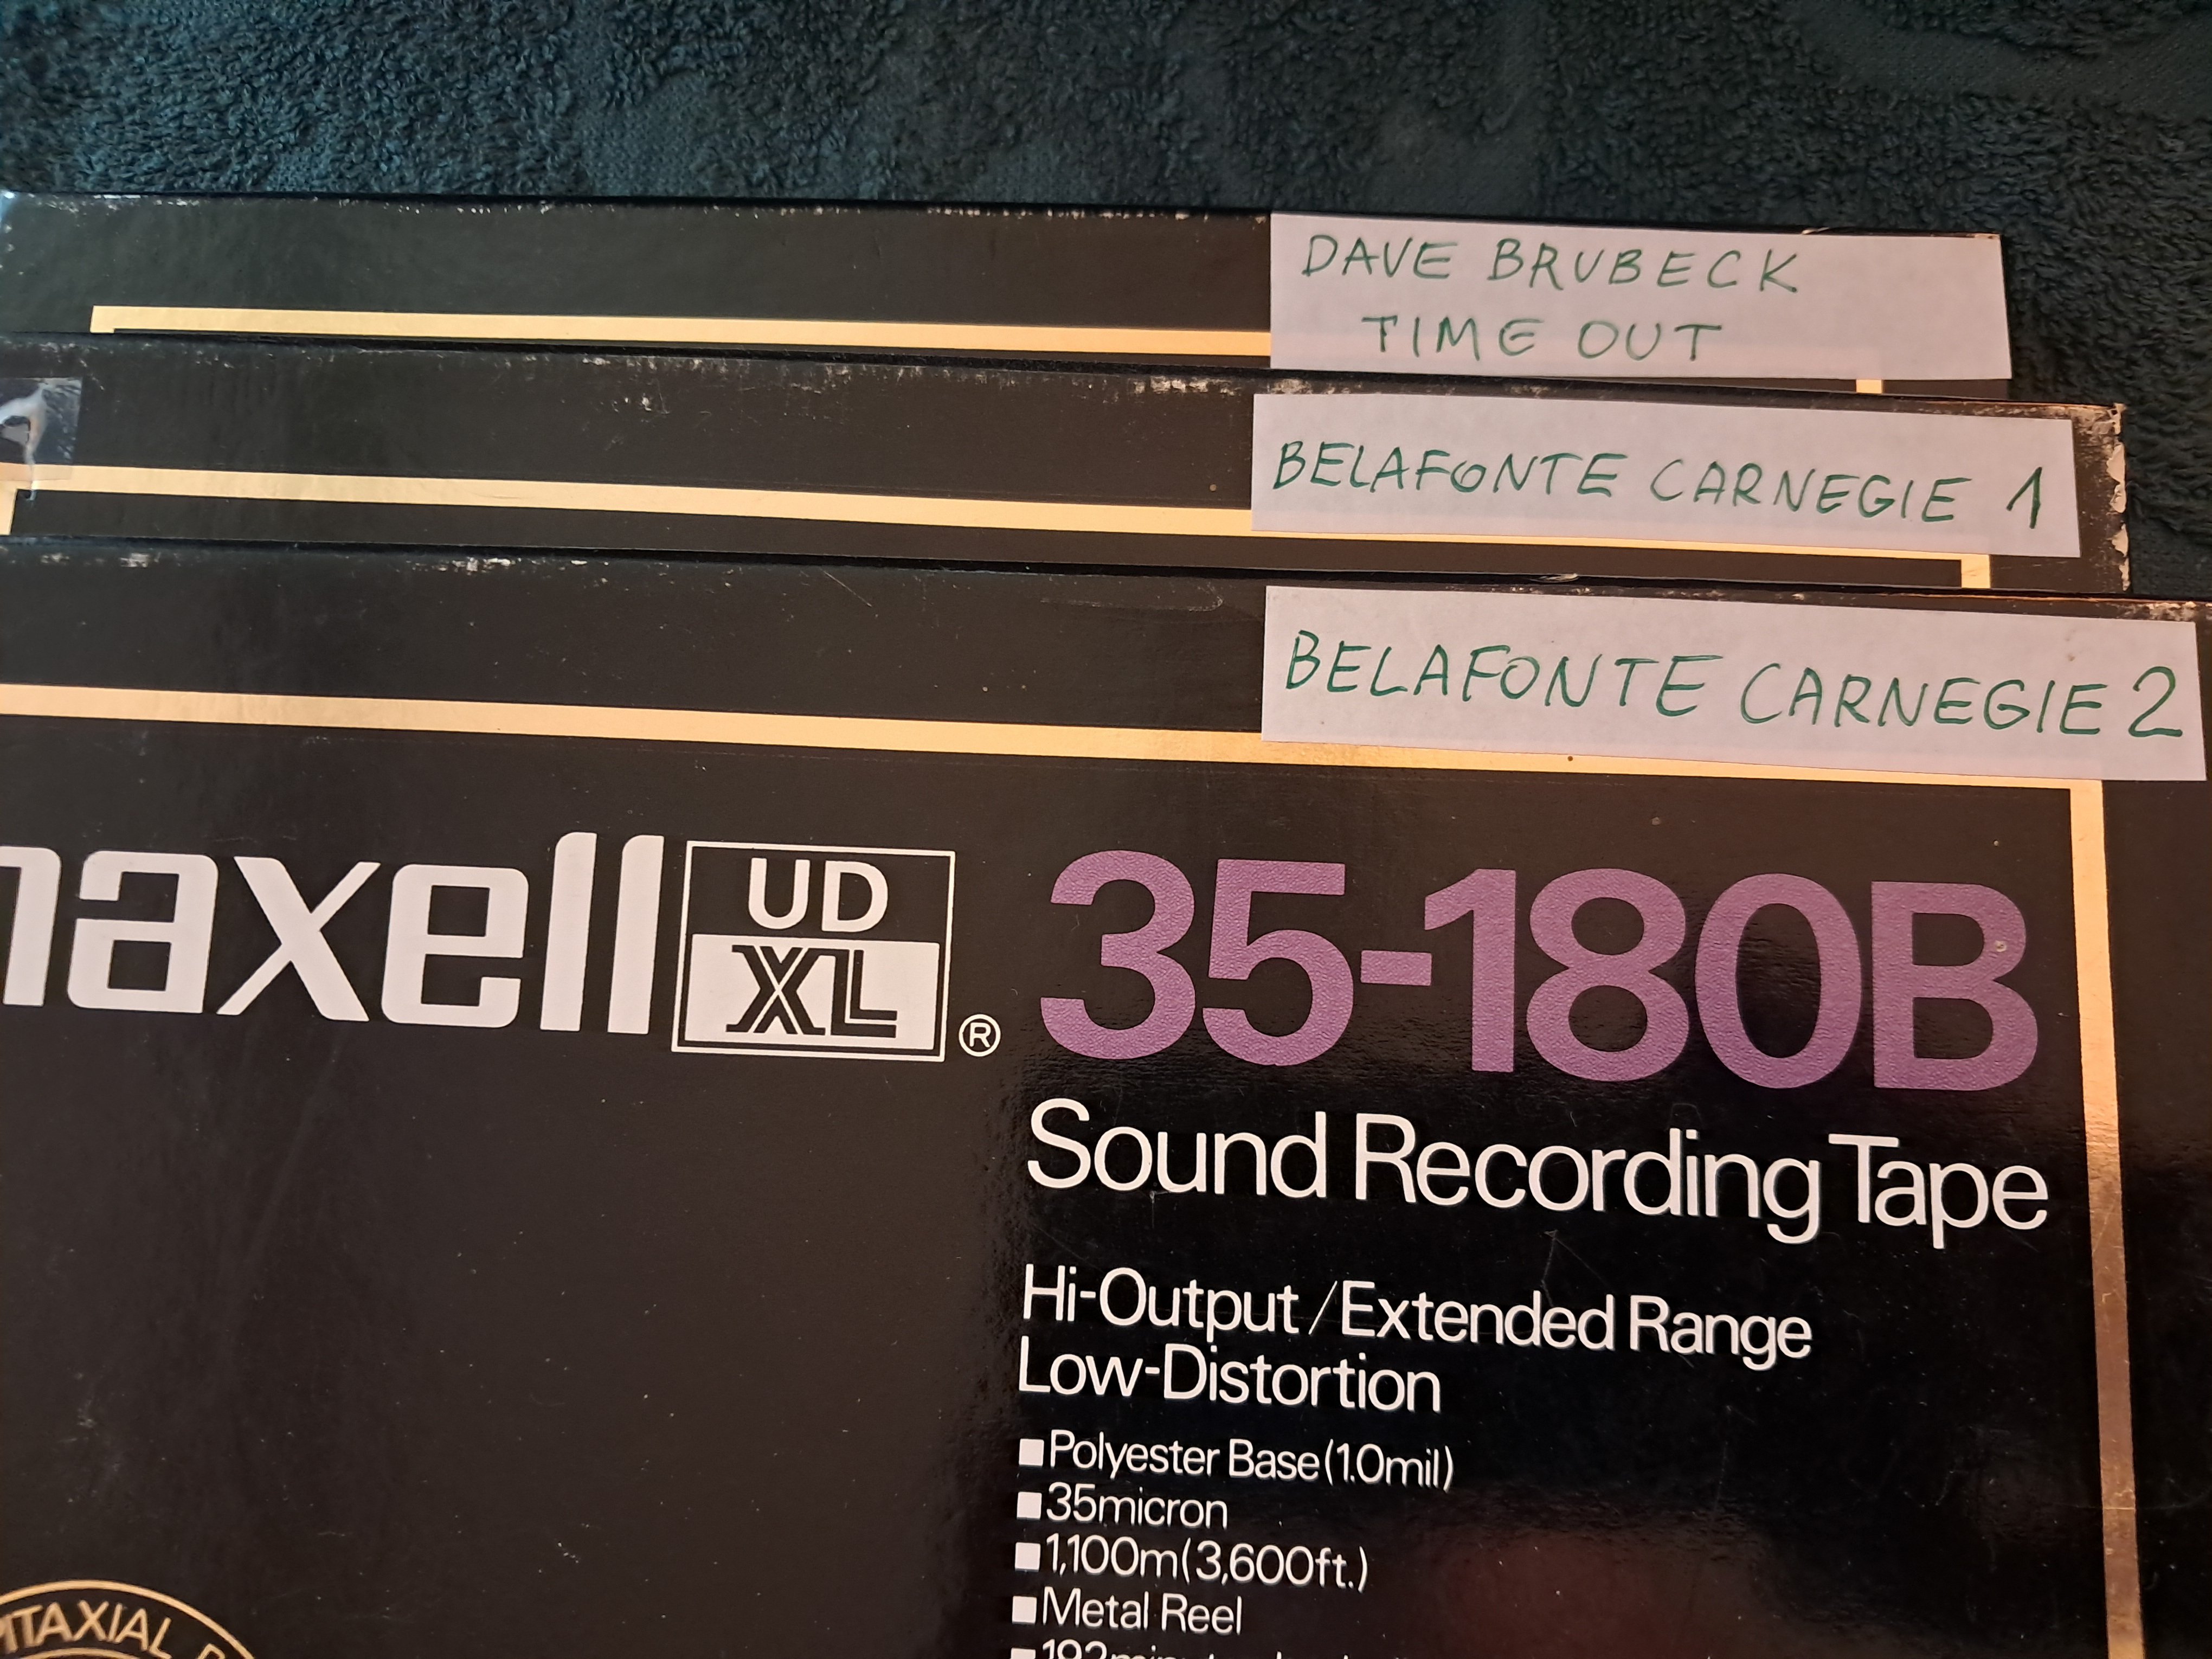 DAVE BRUBECK
TIME OUT
BELAFONTE CARNEGIE 1
BELAFONTE CARNEGIE 2
maxell UD XL ® 35-180B
Sound Recording Tape
Hi-Output/Extended Range
Low-Distortion
■Polyester Base(1.0mil)
■35micron
■1,100m(3,600ft.)
■Metal Reel